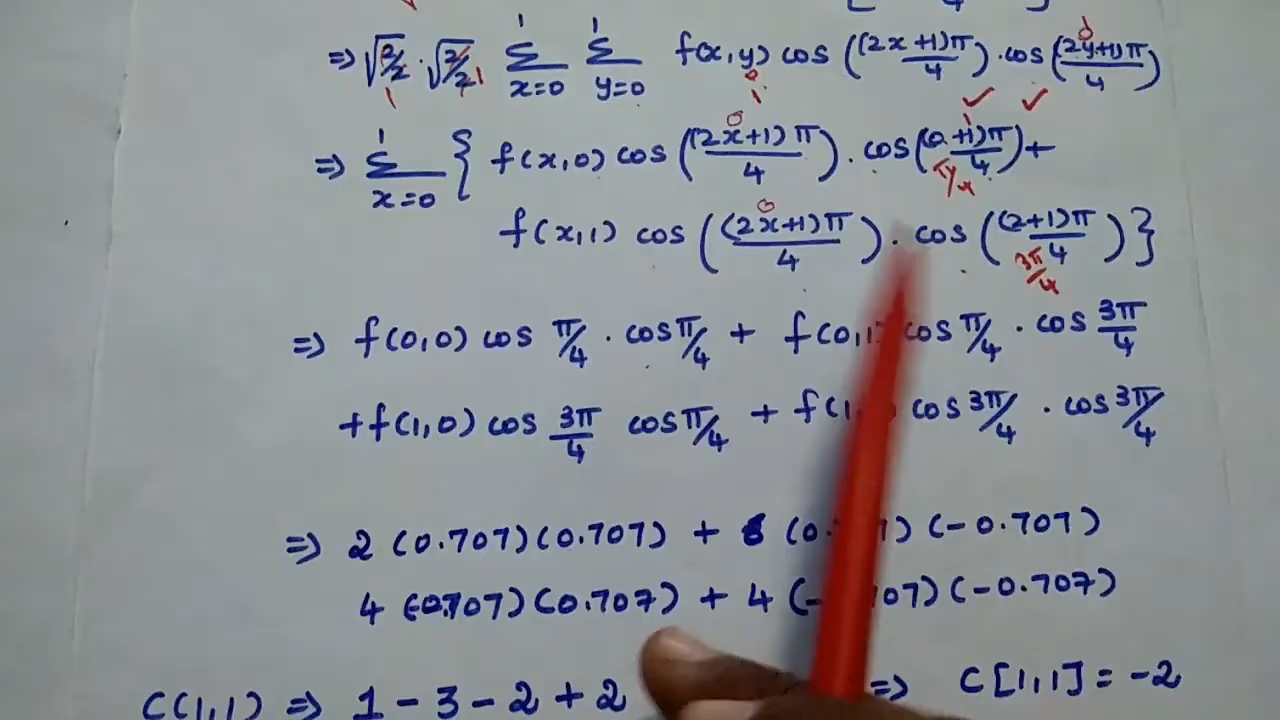 ⇒ √2/2 · √2/2 Σ Σ f(x,y) cos ((2x+1)π/4) · cos ((2y+1)π/4)
x=0 y=0
⇒ Σ { f(x,0) cos ((2x+1)π/4) · cos ((0+1)π/4) +
x=0
f(x,1) cos ((2x+1)π/4) · cos ((2+1)π/4) }
⇒ f(0,0) cos π/4 · cos π/4 + f(0,1) cos π/4 · cos 3π/4
+ f(1,0) cos 3π/4 cos π/4 + f(1, cos 3π/4 · cos 3π/4
⇒ 2 (0.707)(0.707) + 6 (0. ) (-0.707)
4 (-0.707)(0.707) + 4 (- 707)(-0.707)
C(1,1) ⇒ 1 - 3 - 2 + 2 ⇒ C[1,1] = -2